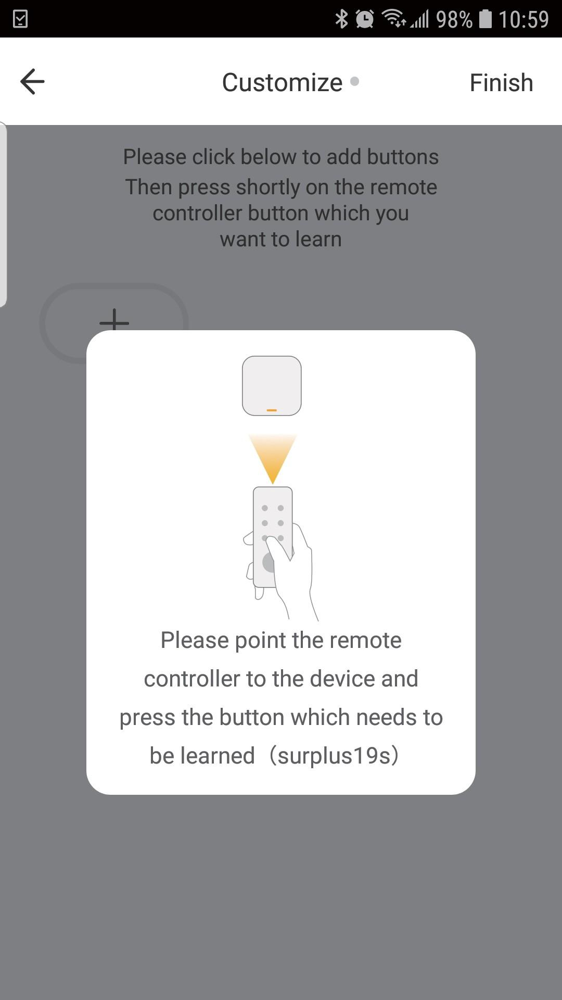 98% 10:59
Customize
Finish
Please click below to add buttons
Then press shortly on the remote
controller button which you
want to learn
Please point the remote
controller to the device and
press the button which needs to
be learned（surplus19s）